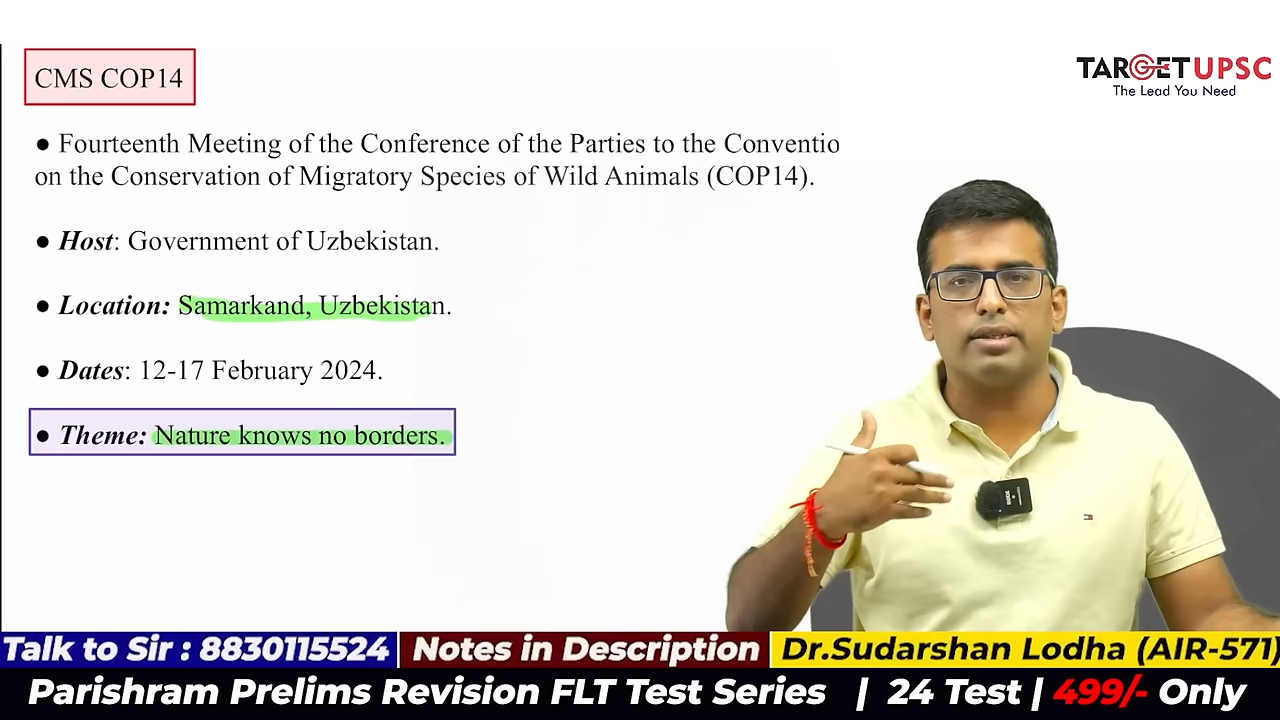 CMS COP14
TARGET UPSC
The Lead You Need
● Fourteenth Meeting of the Conference of the Parties to the Conventio
on the Conservation of Migratory Species of Wild Animals (COP14).
● Host: Government of Uzbekistan.
● Location: Samarkand, Uzbekistan.
● Dates: 12-17 February 2024.
● Theme: Nature knows no borders.
Talk to Sir : 8830115524 Notes in Description Dr.Sudarshan Lodha (AIR-571)
Parishram Prelims Revision FLT Test Series | 24 Test | 499/- Only